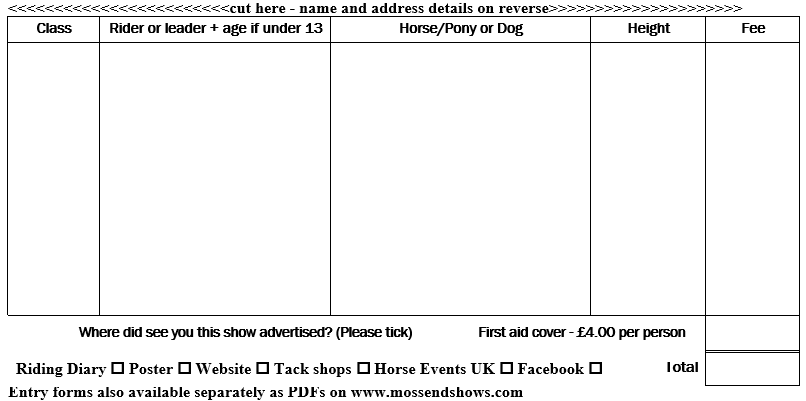 <<<<<<<<<<<<<<<<<<<<<<<<cut here - name and address details on reverse>>>>>>>>>>>>>>>>>>>>>
Class Rider or leader + age if under 13 Horse/Pony or Dog Height Fee
Where did see you this show advertised? (Please tick) First aid cover - £4.00 per person
Riding Diary ☐ Poster ☐ Website ☐ Tack shops ☐ Horse Events UK ☐ Facebook ☐ Total
Entry forms also available separately as PDFs on www.mossendshows.com